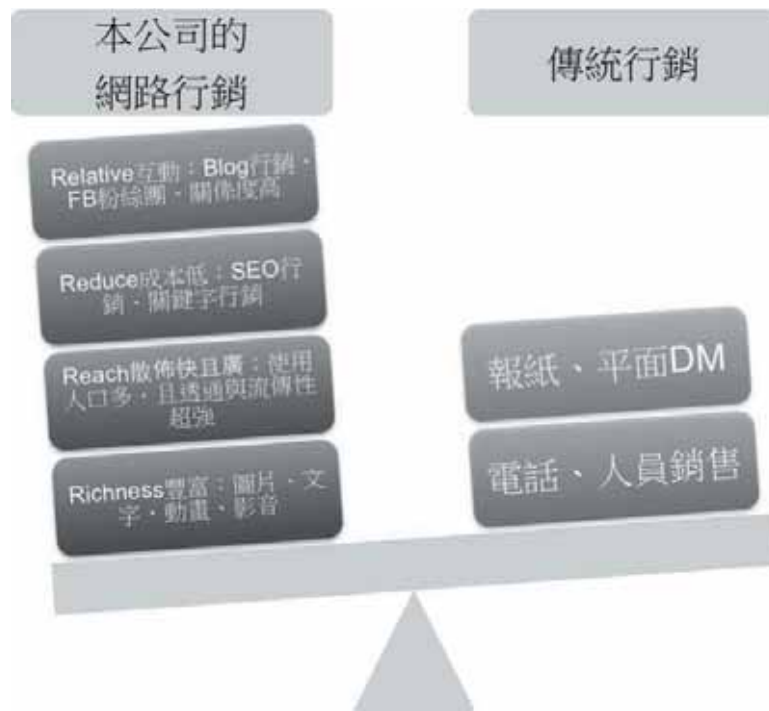 本公司的
網路行銷
傳統行銷
Relative互動：Blog行銷、
FB粉絲團、關係度高
Reduce成本低：SEO行
銷、關鍵字行銷
Reach散佈快且廣：使用
人口多，且透通與流傳性
超強
Richness豐富：圖片、文
字、動畫、影音
報紙、平面DM
電話、人員銷售